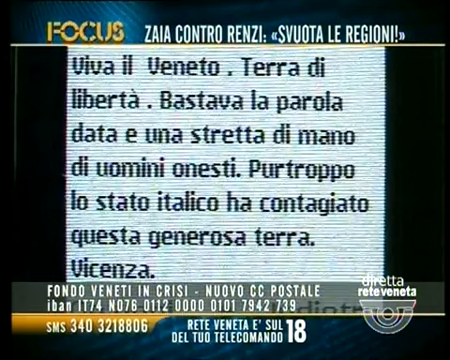 FOCUS ZAIA CONTRO RENZI: «SVUOTA LE REGIONI!»
Viva il Veneto . Terra di
libertà . Bastava la parola
data e una stretta di mano
di uomini onesti. Purtroppo
lo stato italico ha contagiato
questa generosa terra.
Vicenza.
FONDO VENETI IN CRISI - NUOVO CC POSTALE
iban IT74 N076 0112 0000 0101 7942 739
diretta
reteveneta
SMS 340 3218806
RETE VENETA E' SUL
DEL TUO TELECOMANDO 18